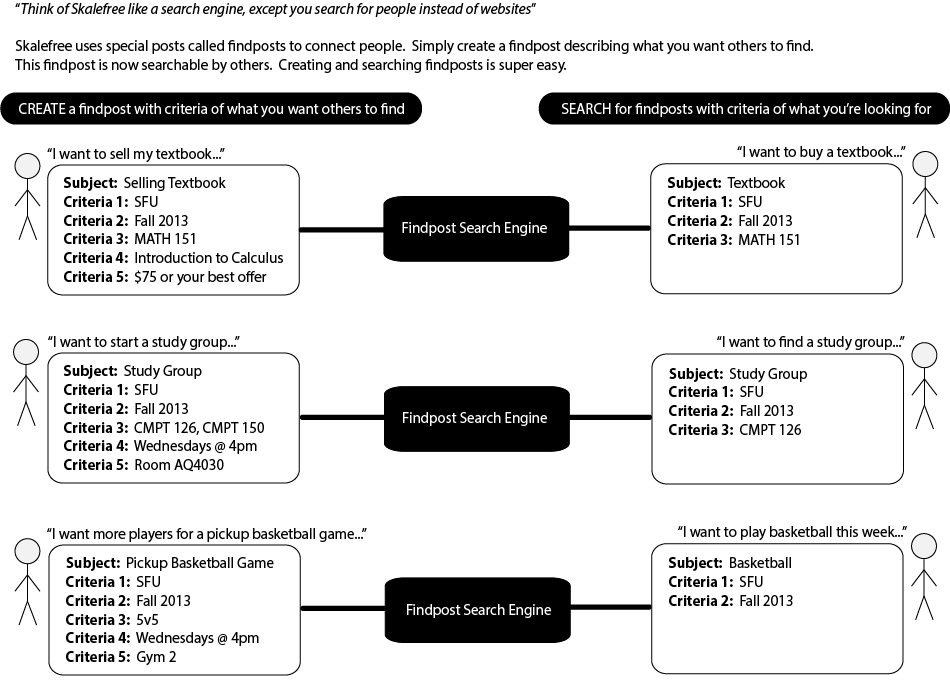 “Think of Skalefree like a search engine, except you search for people instead of websites”
Skalefree uses special posts called findposts to connect people. Simply create a findpost describing what you want others to find.
This findpost is now searchable by others. Creating and searching findposts is super easy.
CREATE a findpost with criteria of what you want others to find
SEARCH for findposts with criteria of what you’re looking for
“I want to sell my textbook...”
Subject: Selling Textbook
Criteria 1: SFU
Criteria 2: Fall 2013
Criteria 3: MATH 151
Criteria 4: Introduction to Calculus
Criteria 5: $75 or your best offer
Findpost Search Engine
“I want to buy a textbook...”
Subject: Textbook
Criteria 1: SFU
Criteria 2: Fall 2013
Criteria 3: MATH 151
“I want to start a study group...”
Subject: Study Group
Criteria 1: SFU
Criteria 2: Fall 2013
Criteria 3: CMPT 126, CMPT 150
Criteria 4: Wednesdays @ 4pm
Criteria 5: Room AQ4030
Findpost Search Engine
“I want to find a study group...”
Subject: Study Group
Criteria 1: SFU
Criteria 2: Fall 2013
Criteria 3: CMPT 126
“I want more players for a pickup basketball game...”
Subject: Pickup Basketball Game
Criteria 1: SFU
Criteria 2: Fall 2013
Criteria 3: 5v5
Criteria 4: Wednesdays @ 4pm
Criteria 5: Gym 2
Findpost Search Engine
“I want to play basketball this week...”
Subject: Basketball
Criteria 1: SFU
Criteria 2: Fall 2013